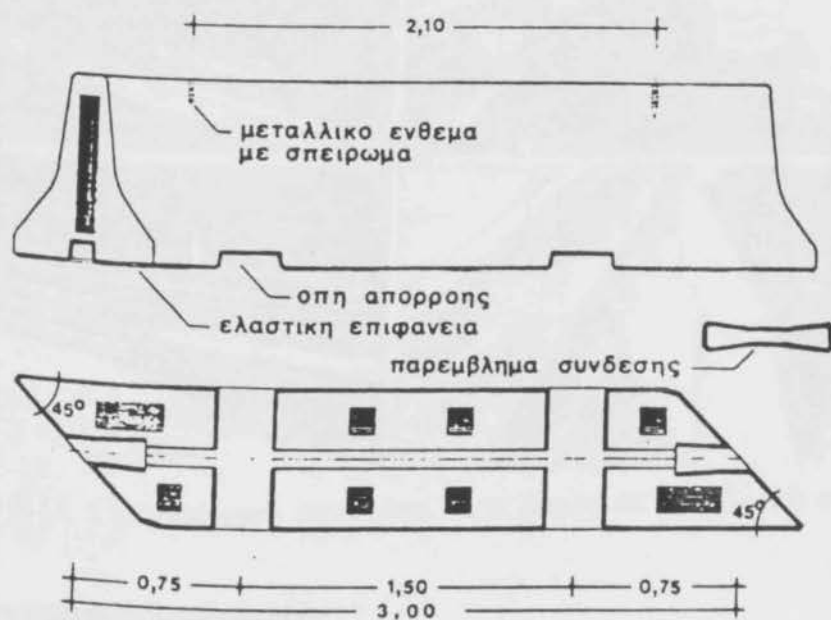 2,10
μεταλλικο ενθεμα
με σπειρωμα
οπη απορροης
ελαστικη επιφανεια
παρεμβλημα συνδεσης
45°
45°
0,75 1,50 0,75
3,00